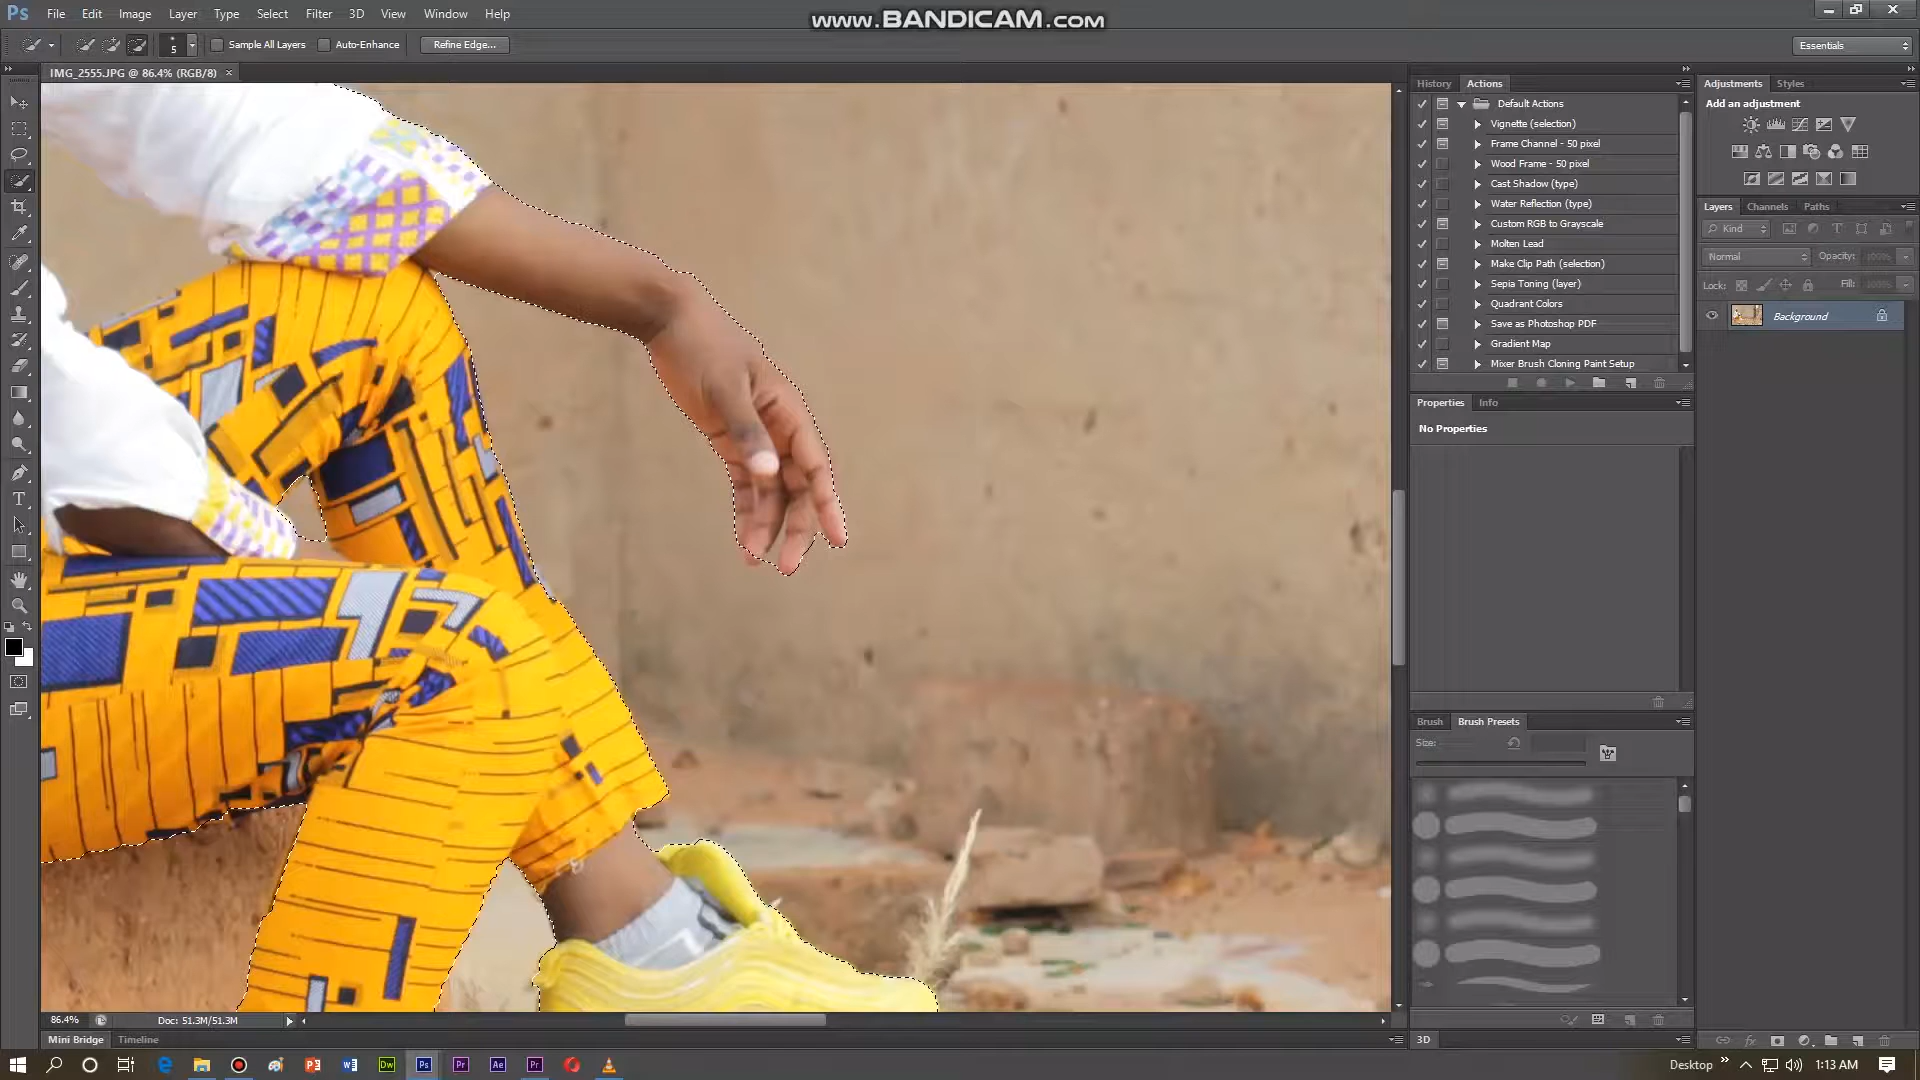 Ps File Edit Image Layer Type Select Filter 3D View Window Help
www.BANDICAM.com
5 Sample All Layers Auto-Enhance Refine Edge... Essentials
IMG_2555.JPG @ 86.4% (RGB/8) ×
History Actions
Default Actions
Vignette (selection)
Frame Channel - 50 pixel
Wood Frame - 50 pixel
Cast Shadow (type)
Water Reflection (type)
Custom RGB to Grayscale
Molten Lead
Make Clip Path (selection)
Sepia Toning (layer)
Quadrant Colors
Save as Photoshop PDF
Gradient Map
Mixer Brush Cloning Paint Setup
Properties Info
No Properties
Brush Brush Presets
Size:
3D
Adjustments Styles
Add an adjustment
Layers Channels Paths
Kind
Normal Opacity: 100%
Lock: Fill: 100%
Background
86.4% Doc: 51.3M/51.3M
Mini Bridge Timeline
Desktop 1:13 AM